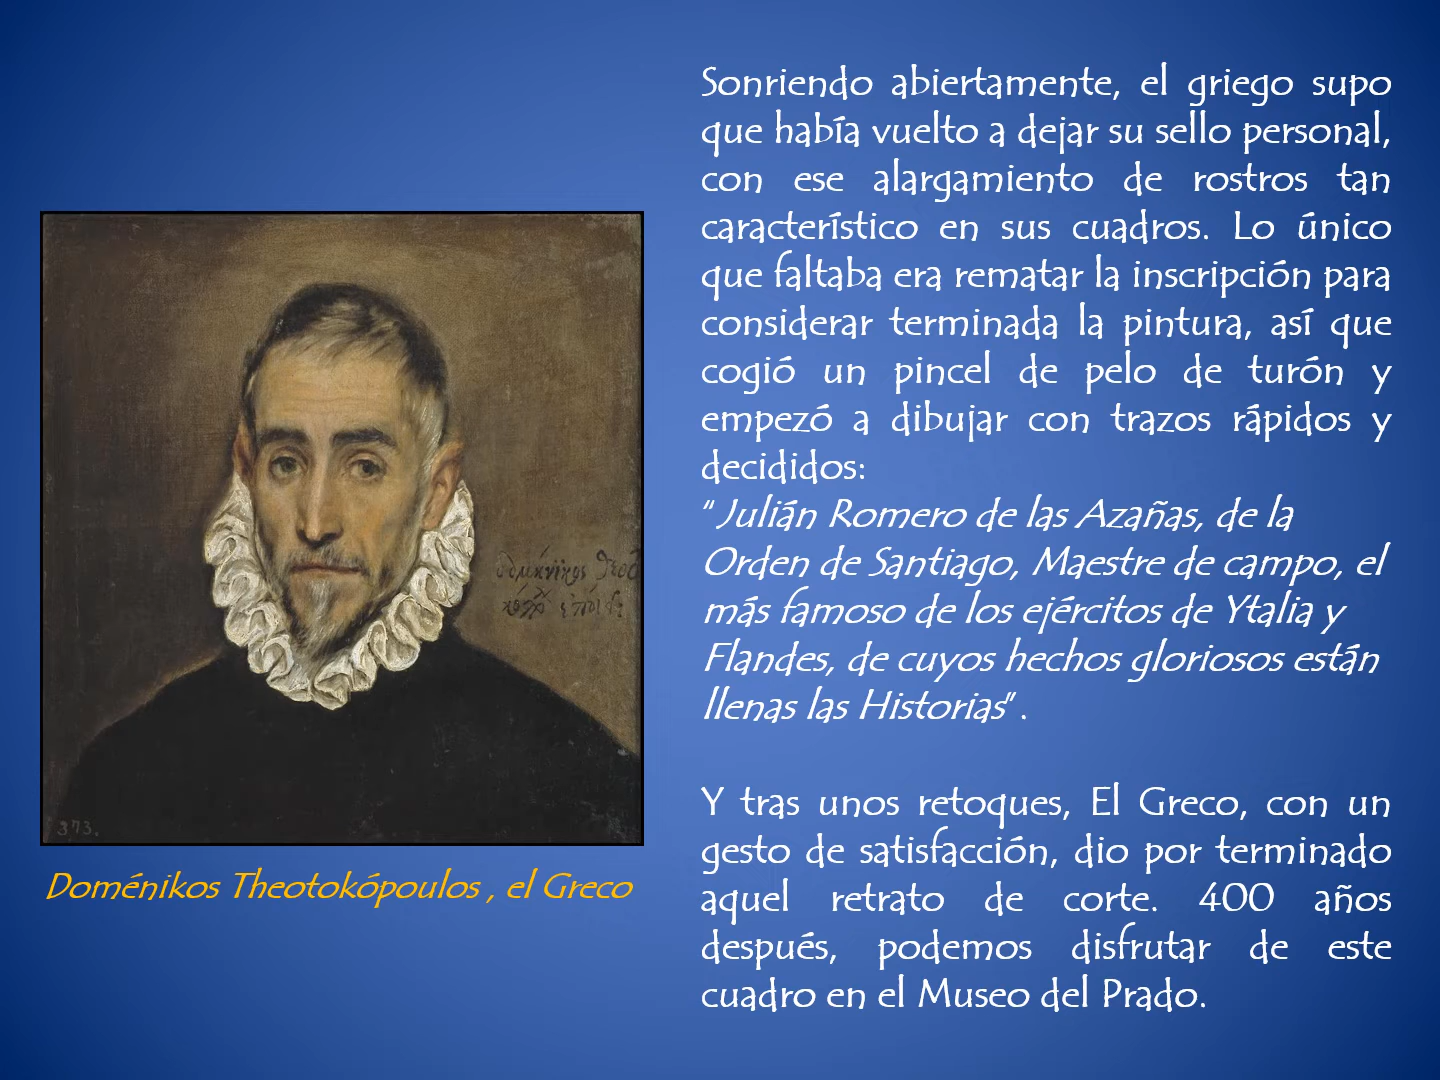 Sonriendo abiertamente, el griego supo
que había vuelto a dejar su sello personal,
con ese alargamiento de rostros tan
característico en sus cuadros. Lo único
que faltaba era rematar la inscripción para
considerar terminada la pintura, así que
cogió un pincel de pelo de turón y
empezó a dibujar con trazos rápidos y
decididos:
“Julián Romero de las Azañas, de la
Orden de Santiago, Maestre de campo, el
más famoso de los ejércitos de Ytalia y
Flandes, de cuyos hechos gloriosos están
llenas las Historias”.
Y tras unos retoques, El Greco, con un
gesto de satisfacción, dio por terminado
aquel retrato de corte. 400 años
después, podemos disfrutar de este
cuadro en el Museo del Prado.
373.
Doménikos Theotokópoulos , el Greco